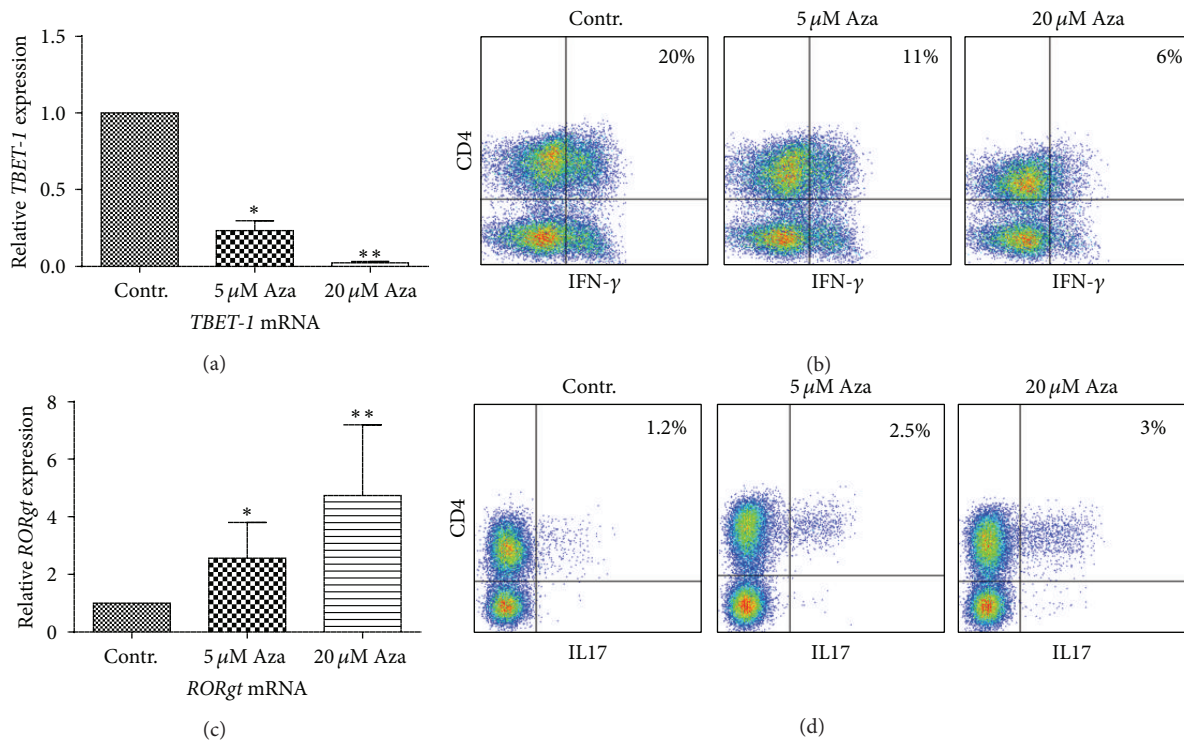 1.5
1.0
0.5
0.0
Relative TBET-1 expression
*
**
Contr.
5 μM Aza
20 μM Aza
TBET-1 mRNA
(a)
Contr.
5 μM Aza
20 μM Aza
20%
11%
6%
CD4
IFN-γ
IFN-γ
IFN-γ
(b)
8
6
4
2
0
Relative RORgt expression
*
**
Contr.
5 μM Aza
20 μM Aza
RORgt mRNA
(c)
Contr.
5 μM Aza
20 μM Aza
1.2%
2.5%
3%
CD4
IL17
IL17
IL17
(d)